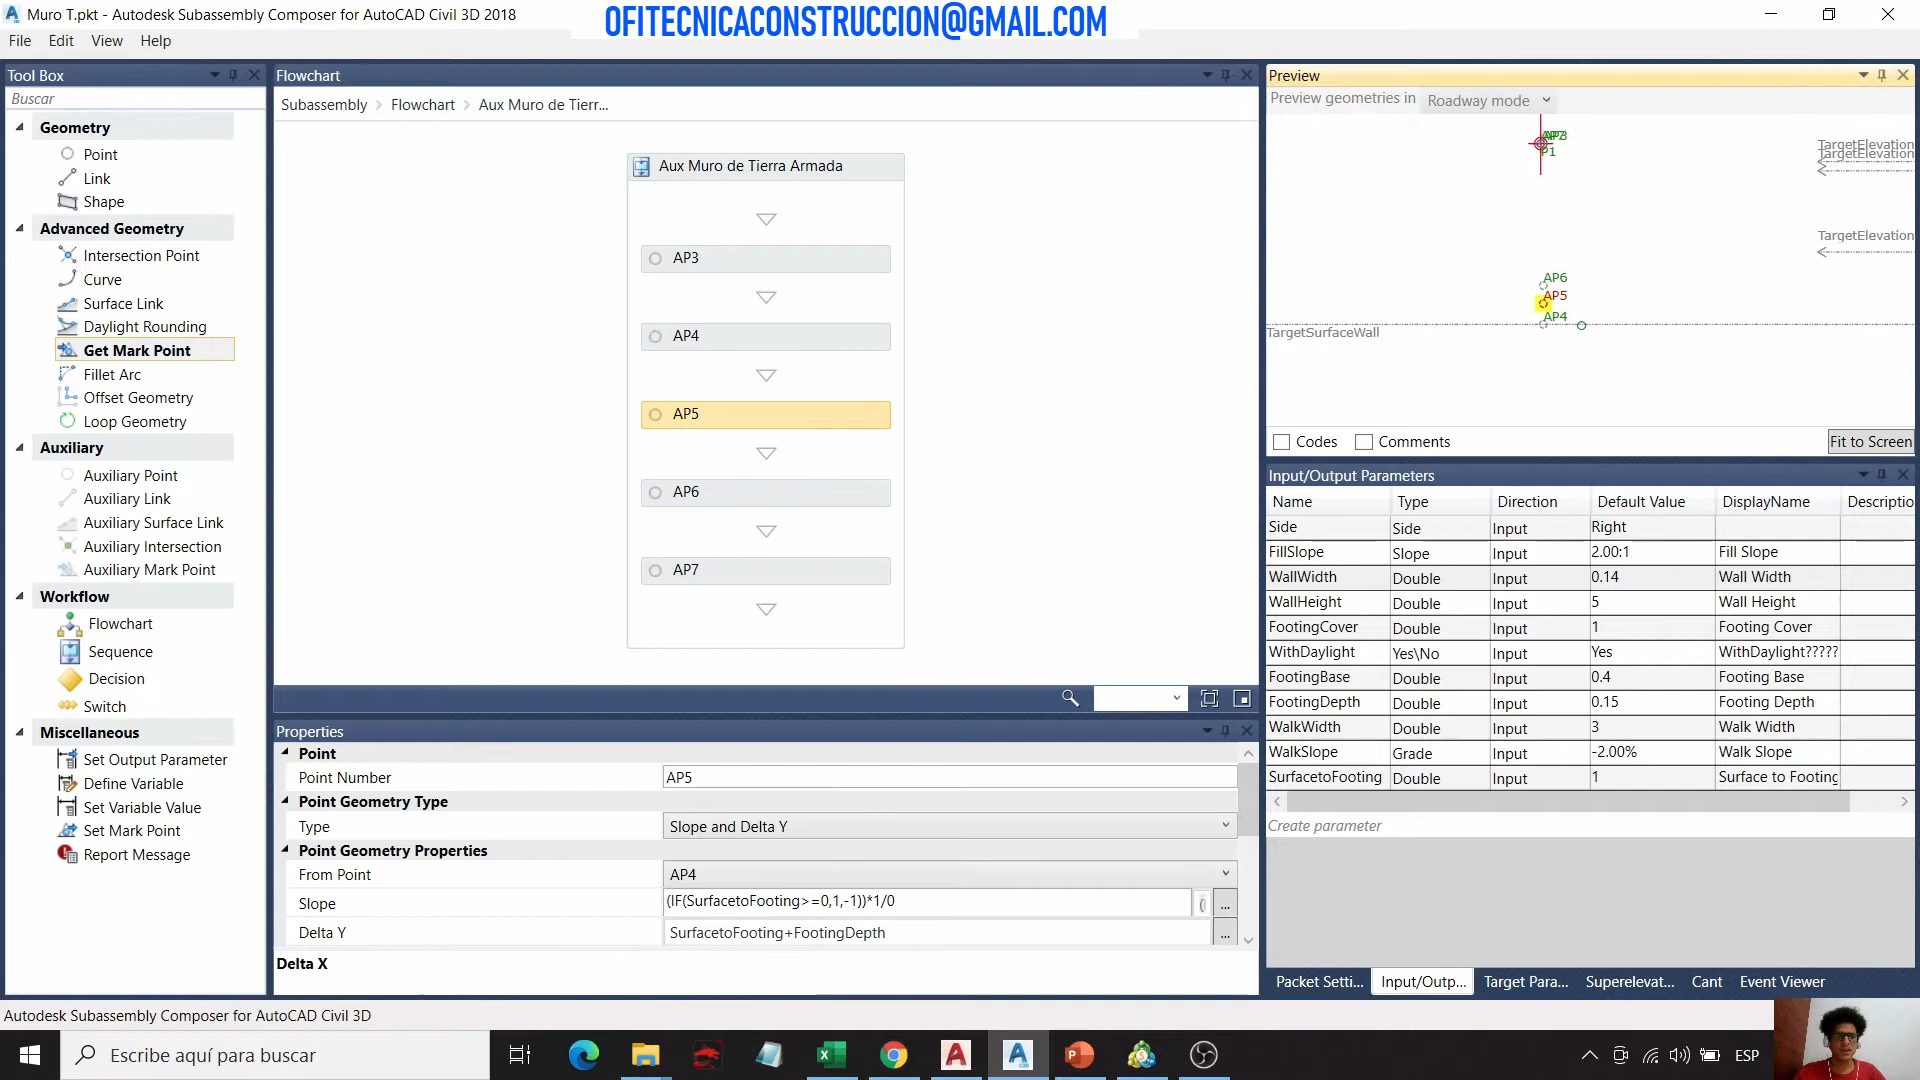 Muro T.pkt - Autodesk Subassembly Composer for AutoCAD Civil 3D 2018
OFITECNICACONSTRUCCION@GMAIL.COM
File Edit View Help
Tool Box
Buscar
Geometry
Point
Link
Shape
Advanced Geometry
Intersection Point
Curve
Surface Link
Daylight Rounding
Get Mark Point
Fillet Arc
Offset Geometry
Loop Geometry
Auxiliary
Auxiliary Point
Auxiliary Link
Auxiliary Surface Link
Auxiliary Intersection
Auxiliary Mark Point
Workflow
Flowchart
Sequence
Decision
Switch
Miscellaneous
Set Output Parameter
Define Variable
Set Variable Value
Set Mark Point
Report Message
Flowchart
Subassembly > Flowchart > Aux Muro de Tierr...
Aux Muro de Tierra Armada
AP3
AP4
AP5
AP6
AP7
Properties
Point
Point Number AP5
Point Geometry Type
Type Slope and Delta Y
Point Geometry Properties
From Point AP4
Slope (IF(SurfacetoFooting>=0,1,-1))*1/0 ...
Delta Y SurfacetoFooting+FootingDepth ...
Delta X
Preview
Preview geometries in Roadway mode
P1
TargetElevation
TargetElevation
TargetElevation
AP6
AP5
AP4
TargetSurfaceWall
Codes Comments Fit to Screen
Input/Output Parameters
Name Type Direction Default Value DisplayName Descriptio
Side Side Input Right
FillSlope Slope Input 2.00:1 Fill Slope
WallWidth Double Input 0.14 Wall Width
WallHeight Double Input 5 Wall Height
FootingCover Double Input 1 Footing Cover
WithDaylight Yes\No Input Yes WithDaylight?????
FootingBase Double Input 0.4 Footing Base
FootingDepth Double Input 0.15 Footing Depth
WalkWidth Double Input 3 Walk Width
WalkSlope Grade Input -2.00% Walk Slope
SurfacetoFooting Double Input 1 Surface to Footing
Create parameter
Packet Setti... Input/Outp... Target Para... Superelevat... Cant Event Viewer
Autodesk Subassembly Composer for AutoCAD Civil 3D
Escribe aquí para buscar
ESP